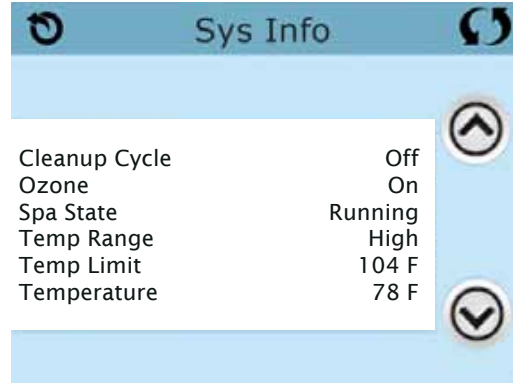 Sys Info
Cleanup Cycle Off
Ozone On
Spa State Running
Temp Range High
Temp Limit 104 F
Temperature 78 F